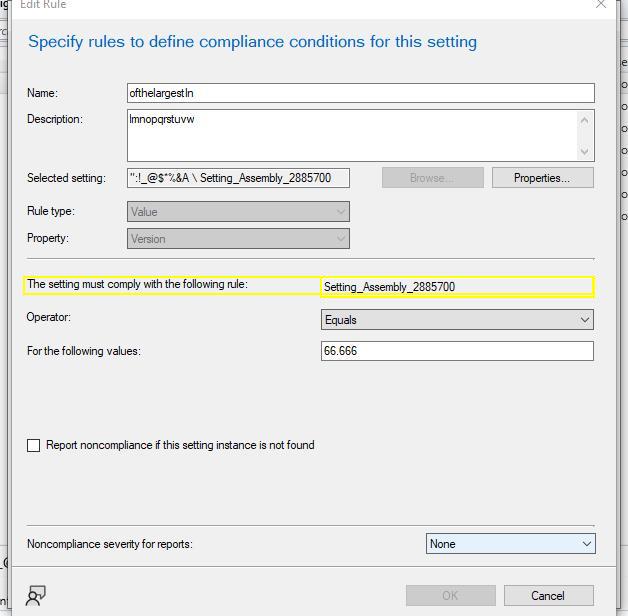 Edit Rule
Specify rules to define compliance conditions for this setting
Name:
ofthelargestIn
Description:
lmnopqrstuvw
Selected setting:
":!_@$*%&A \ Setting_Assembly_2885700
Browse...
Properties...
Rule type:
Value
Property:
Version
The setting must comply with the following rule:
Setting_Assembly_2885700
Operator:
Equals
For the following values:
66.666
Report noncompliance if this setting instance is not found
Noncompliance severity for reports:
None
OK
Cancel